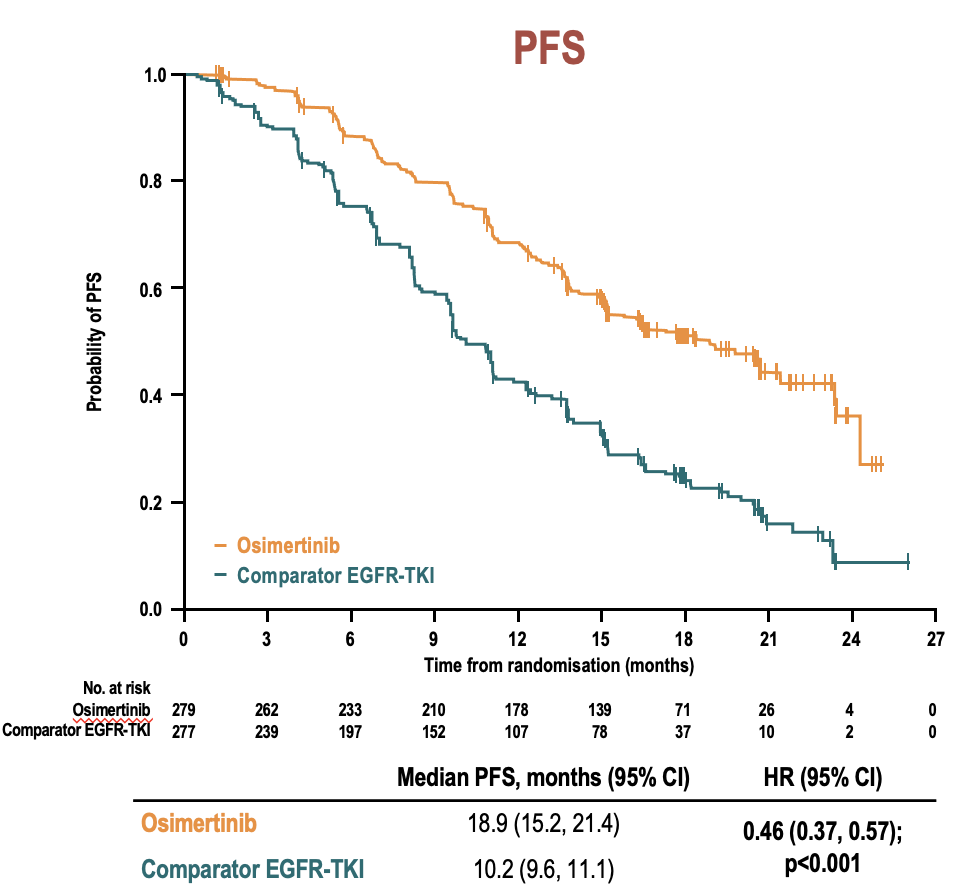 PFS
1.0
0.8
0.6
0.4
0.2
0.0
Probability of PFS
Osimertinib
Comparator EGFR-TKI
0 3 6 9 12 15 18 21 24 27
Time from randomisation (months)
No. at risk
Osimertinib 279 262 233 210 178 139 71 26 4 0
Comparator EGFR-TKI 277 239 197 152 107 78 37 10 2 0
Median PFS, months (95% CI) HR (95% CI)
Osimertinib 18.9 (15.2, 21.4) 0.46 (0.37, 0.57);
Comparator EGFR-TKI 10.2 (9.6, 11.1) p<0.001